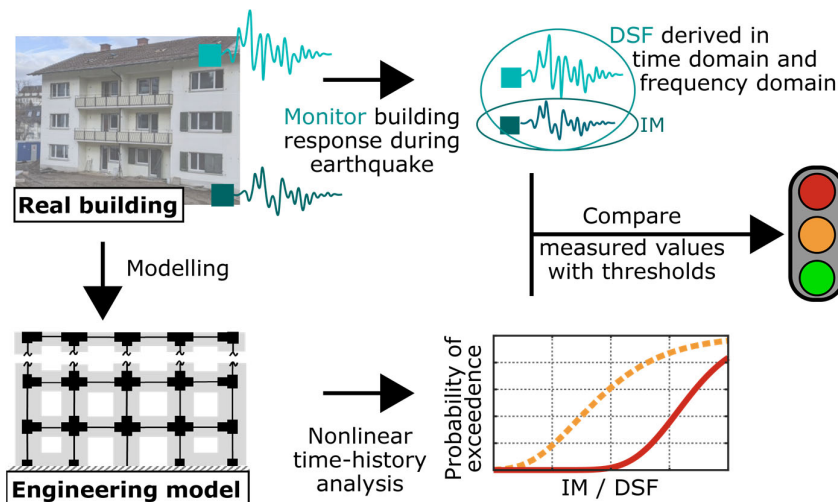 DSF derived in
time domain and
frequency domain
Monitor building
response during
earthquake
IM
Real building
Compare
measured values
with thresholds
Modelling
Probability of
exceedence
Nonlinear
time-history
analysis
IM / DSF
Engineering model